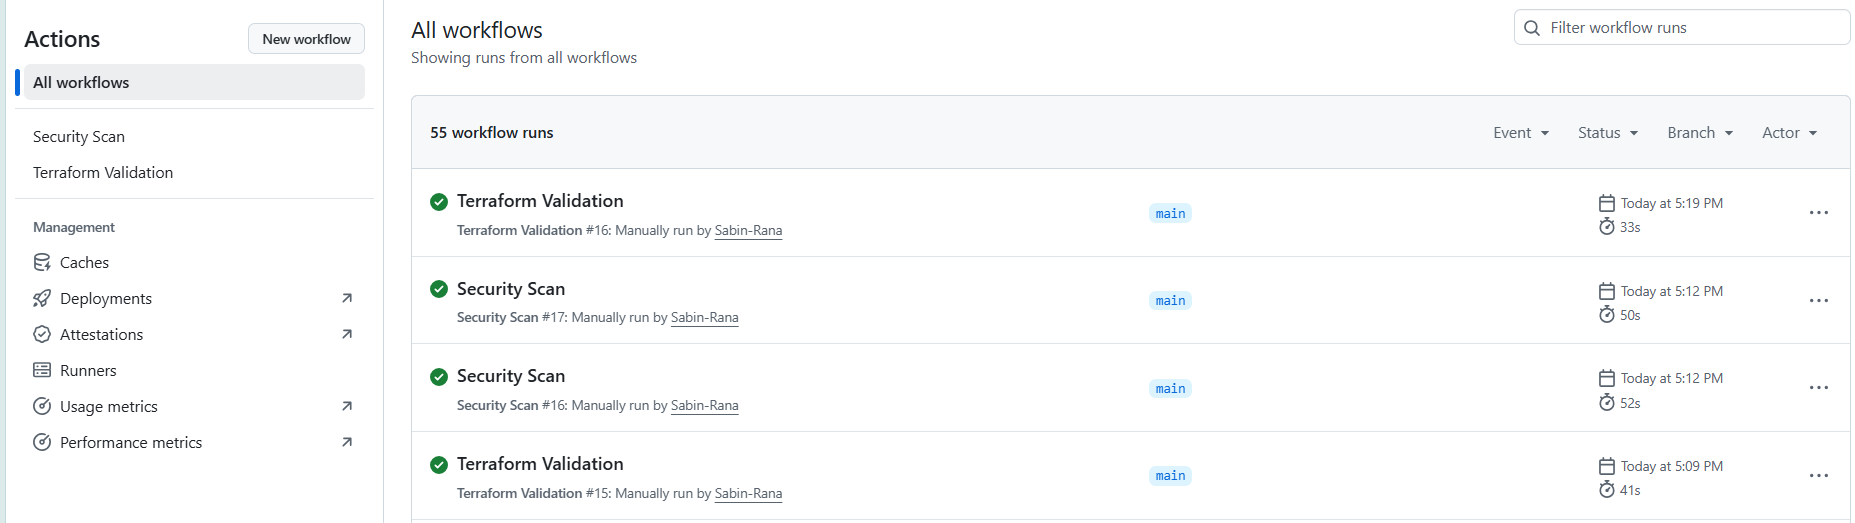 Actions
New workflow
All workflows
Security Scan
Terraform Validation
Management
Caches
Deployments
Attestations
Runners
Usage metrics
Performance metrics
All workflows
Showing runs from all workflows
Filter workflow runs
55 workflow runs
Event
Status
Branch
Actor
Terraform Validation
Terraform Validation #16: Manually run by Sabin-Rana
main
Today at 5:19 PM
33s
Security Scan
Security Scan #17: Manually run by Sabin-Rana
main
Today at 5:12 PM
50s
Security Scan
Security Scan #16: Manually run by Sabin-Rana
main
Today at 5:12 PM
52s
Terraform Validation
Terraform Validation #15: Manually run by Sabin-Rana
main
Today at 5:09 PM
41s